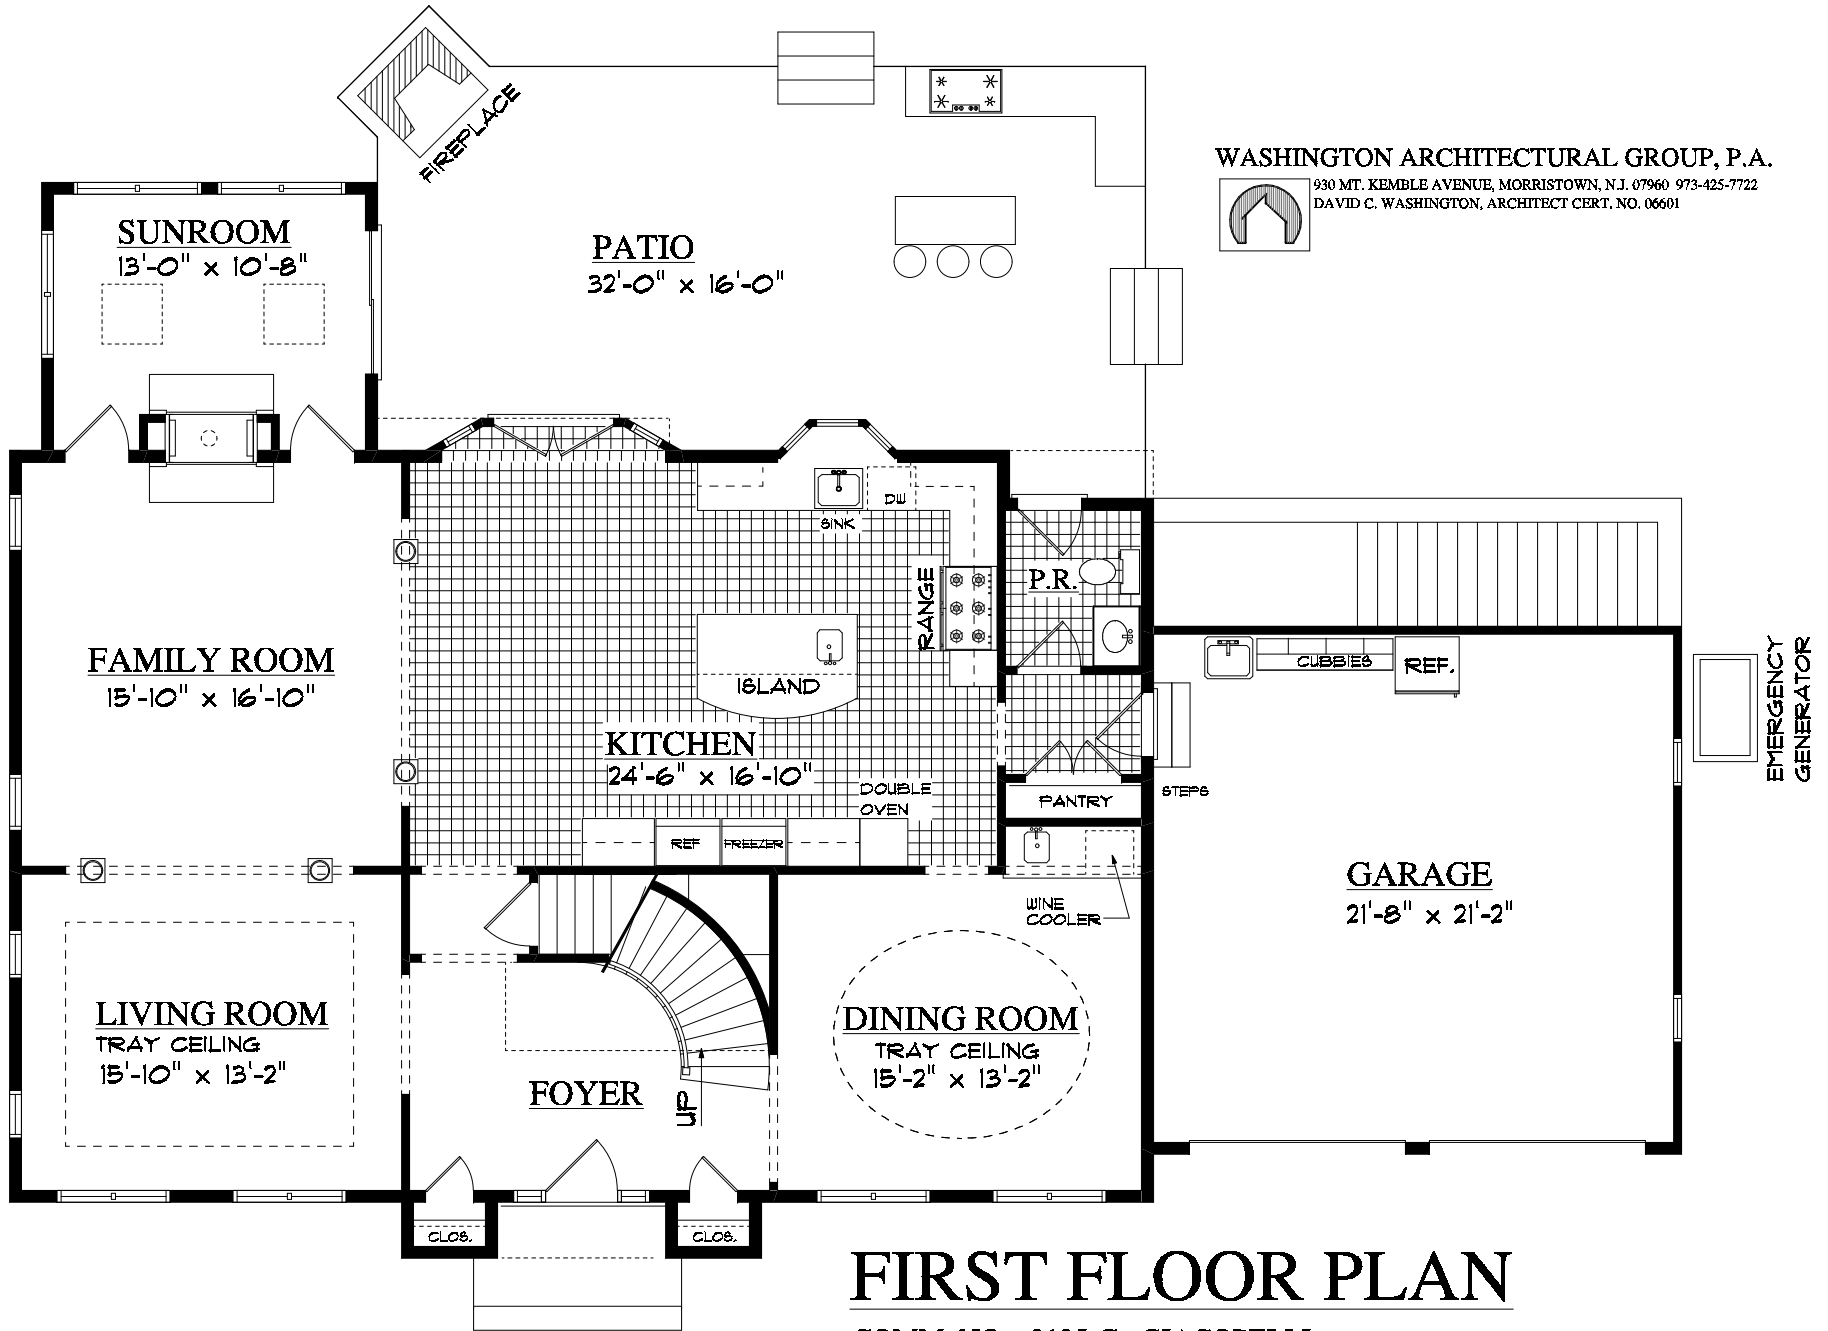 FIREPLACE
WASHINGTON ARCHITECTURAL GROUP, P.A.
930 MT. KEMBLE AVENUE, MORRISTOWN, N.J. 07960 973-425-7722
DAVID C. WASHINGTON, ARCHITECT CERT. NO. 06601
SUNROOM
13'-0" x 10'-8"
PATIO
32'-0" x 16'-0"
DW
SINK
RANGE
P.R.
FAMILY ROOM
15'-10" x 16'-10"
ISLAND
CUBBIES
REF.
EMERGENCY
GENERATOR
KITCHEN
24'-6" x 16'-10"
DOUBLE
OVEN
PANTRY
STEPS
REF
FREEZER
GARAGE
21'-8" x 21'-2"
WINE
COOLER
LIVING ROOM
TRAY CEILING
15'-10" x 13'-2"
DINING ROOM
TRAY CEILING
15'-2" x 13'-2"
FOYER
UP
CLOS.
CLOS.
FIRST FLOOR PLAN